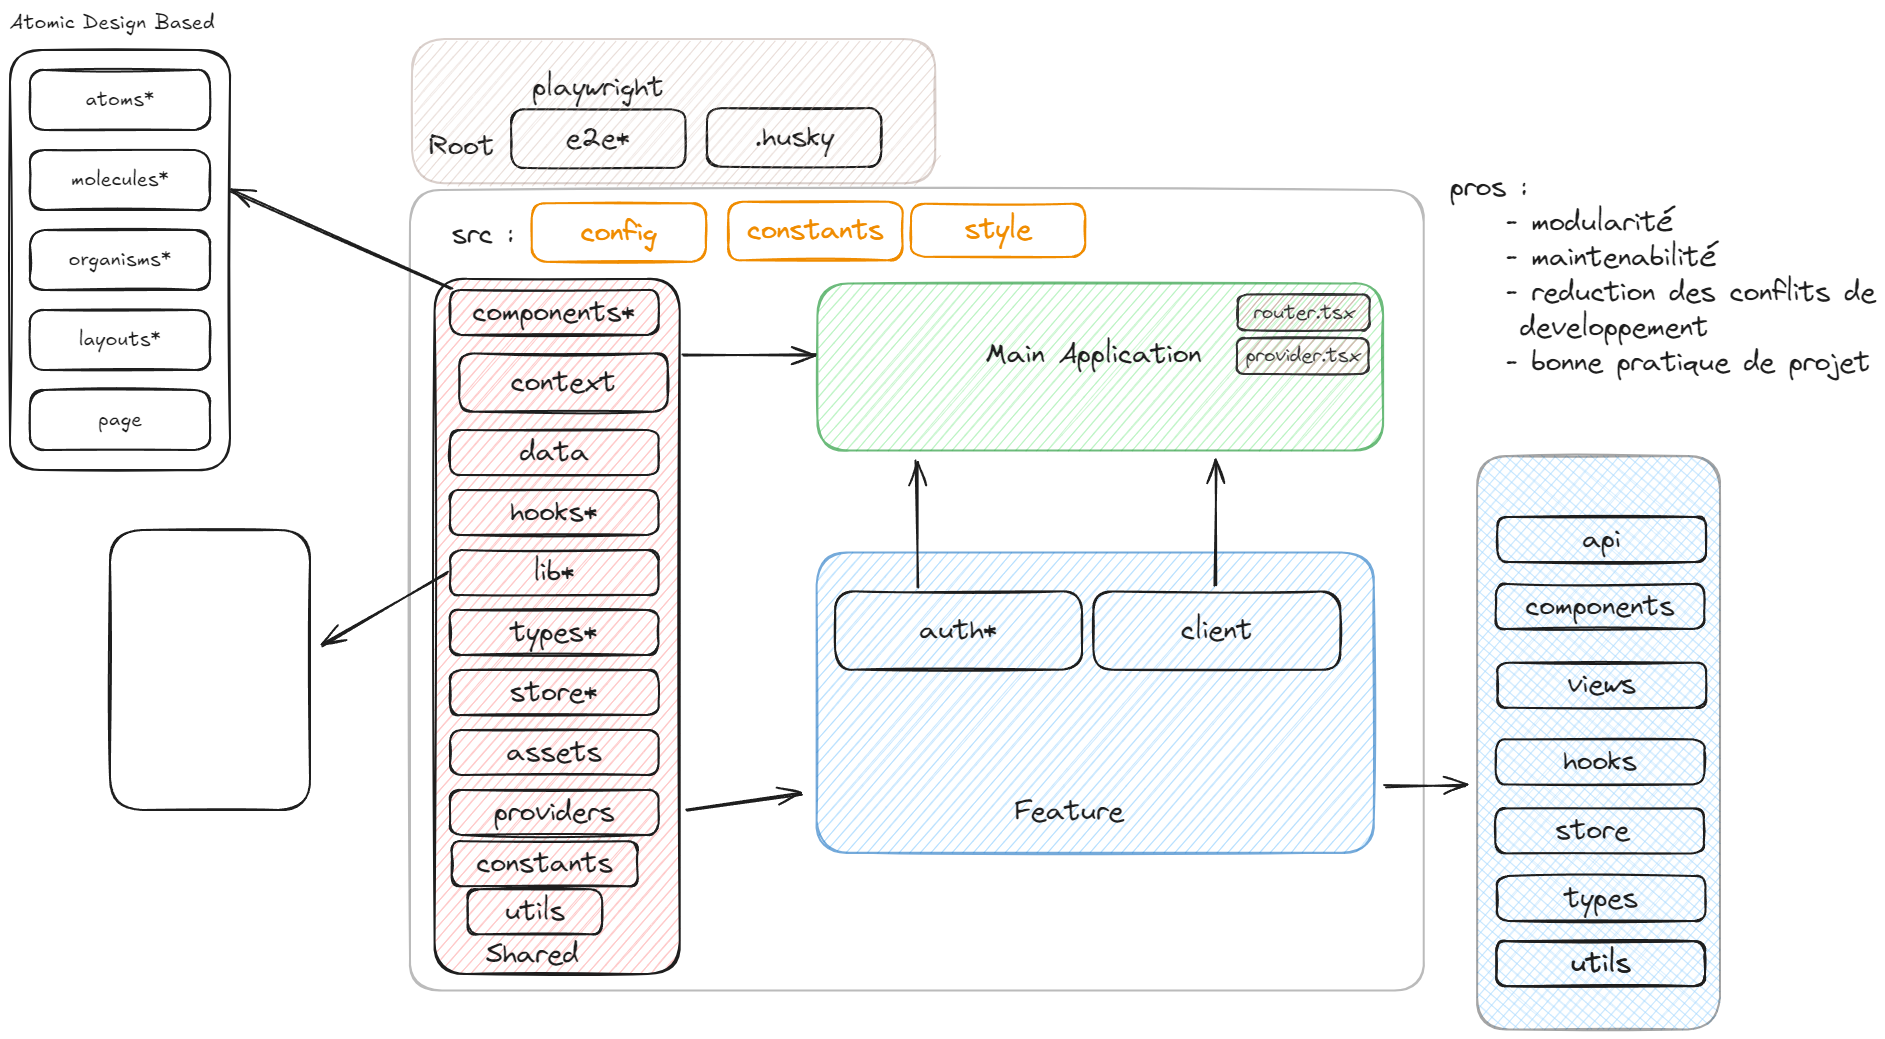 Atomic Design Based
atoms*
molecules*
organisms*
layouts*
page
playwright
Root
e2e*
.husky
src :
config
constants
style
components*
context
data
hooks*
lib*
types*
store*
assets
providers
constants
utils
Shared
Main Application
router.tsx
provider.tsx
auth*
client
Feature
pros :
- modularité
- maintenabilité
- reduction des conflits de
developpement
- bonne pratique de projet
api
components
views
hooks
store
types
utils